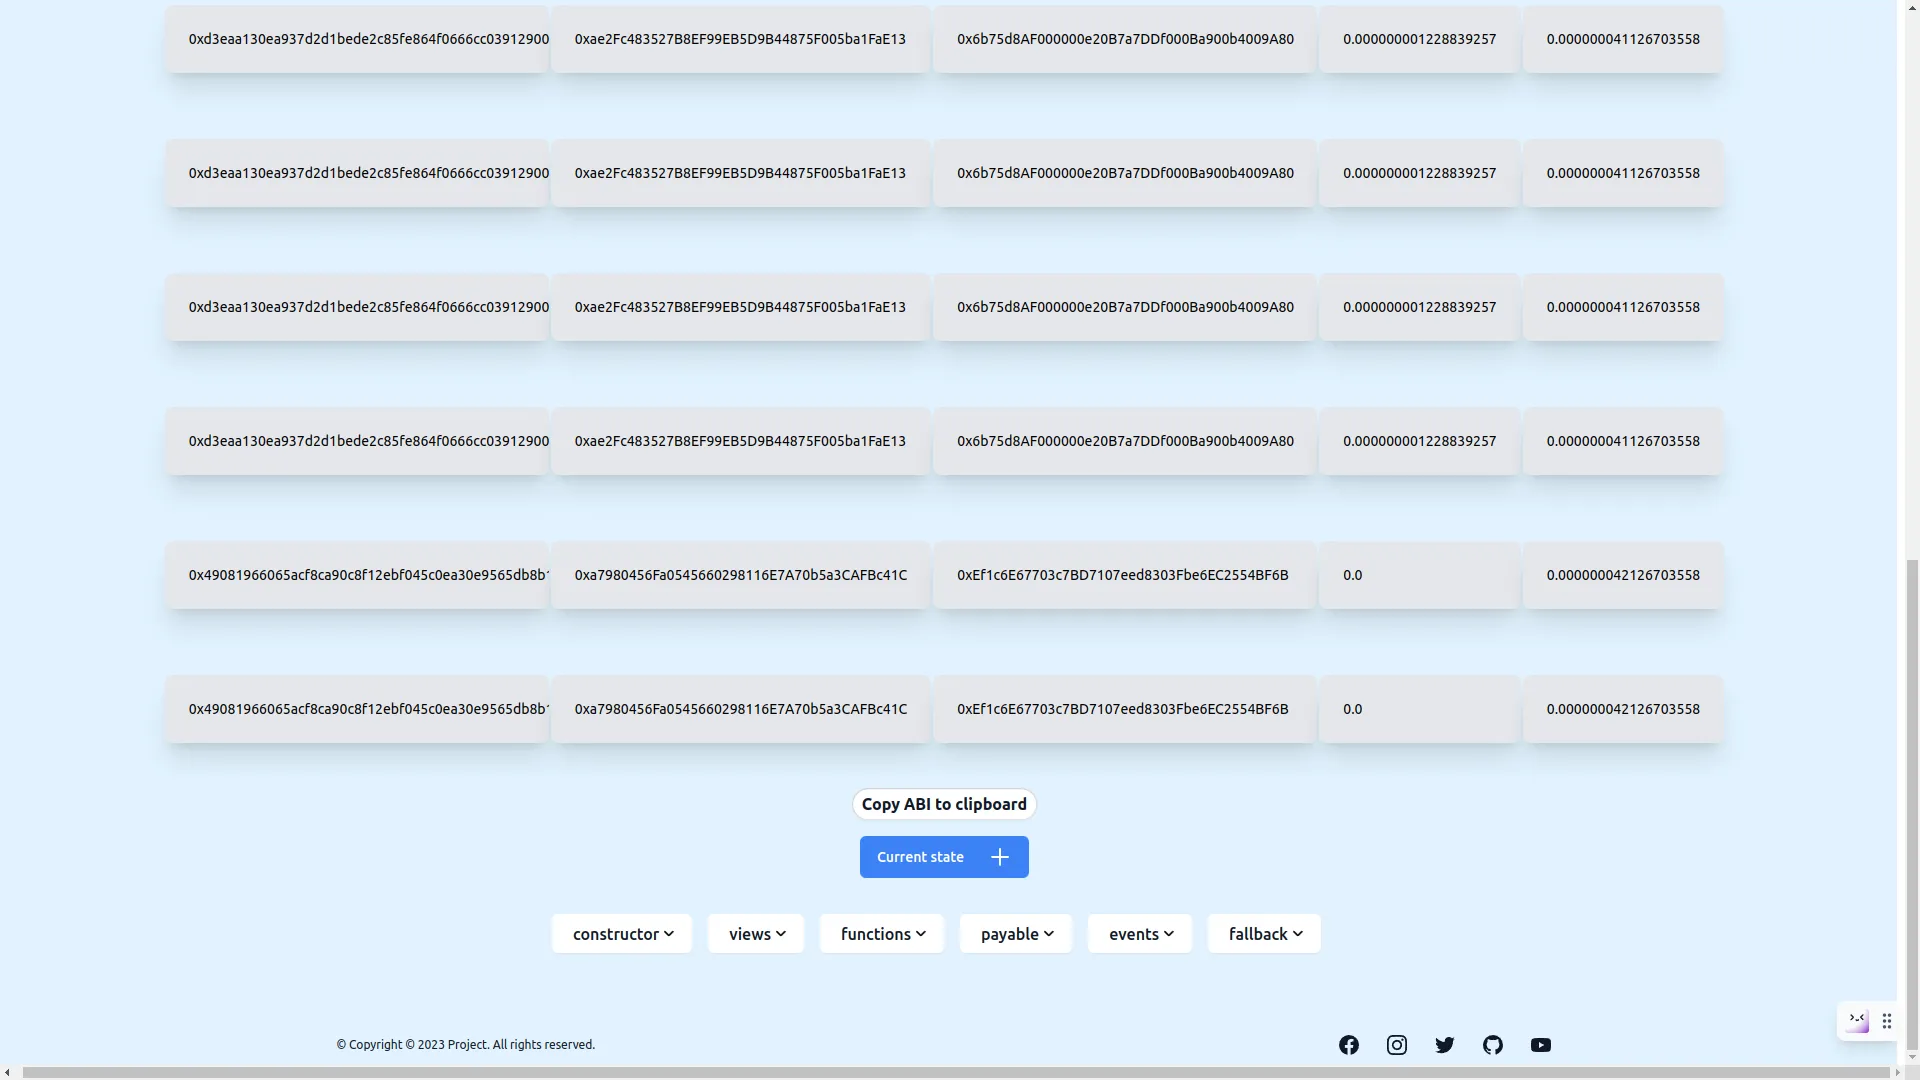 0xd3eaa130ea937d2d1bede2c85fe864f0666cc03912900 0xae2Fc483527B8EF99EB5D9B44875F005ba1FaE13 0x6b75d8AF000000e20B7a7DDf000Ba900b4009A80 0.000000001228839257 0.000000041126703558
0xd3eaa130ea937d2d1bede2c85fe864f0666cc03912900 0xae2Fc483527B8EF99EB5D9B44875F005ba1FaE13 0x6b75d8AF000000e20B7a7DDf000Ba900b4009A80 0.000000001228839257 0.000000041126703558
0xd3eaa130ea937d2d1bede2c85fe864f0666cc03912900 0xae2Fc483527B8EF99EB5D9B44875F005ba1FaE13 0x6b75d8AF000000e20B7a7DDf000Ba900b4009A80 0.000000001228839257 0.000000041126703558
0xd3eaa130ea937d2d1bede2c85fe864f0666cc03912900 0xae2Fc483527B8EF99EB5D9B44875F005ba1FaE13 0x6b75d8AF000000e20B7a7DDf000Ba900b4009A80 0.000000001228839257 0.000000041126703558
0x49081966065acf8ca90c8f12ebf045c0ea30e9565db8b1 0xa7980456Fa0545660298116E7A70b5a3CAFBc41C 0xEf1c6E67703c7BD7107eed8303Fbe6EC2554BF6B 0.0 0.000000042126703558
0x49081966065acf8ca90c8f12ebf045c0ea30e9565db8b1 0xa7980456Fa0545660298116E7A70b5a3CAFBc41C 0xEf1c6E67703c7BD7107eed8303Fbe6EC2554BF6B 0.0 0.000000042126703558
Copy ABI to clipboard
Current state
constructor views functions payable events fallback
© Copyright © 2023 Project. All rights reserved.